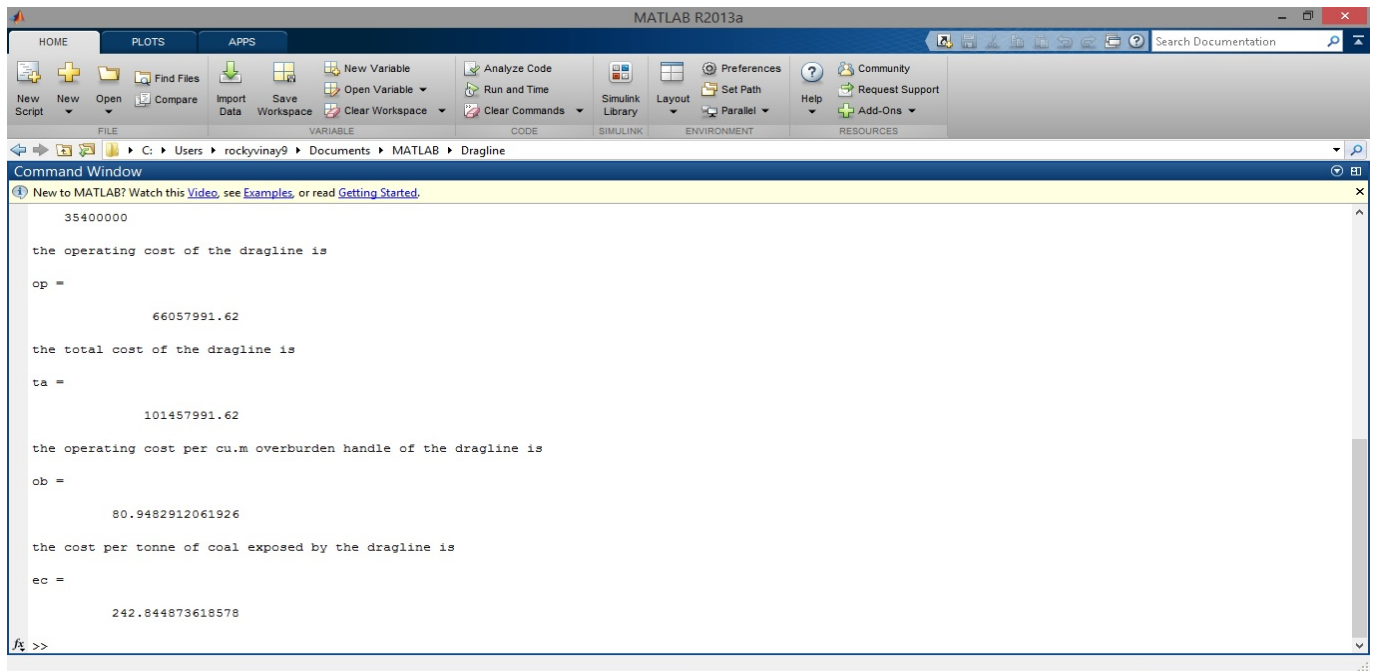 MATLAB R2013a
HOME PLOTS APPS
Search Documentation
New Script
New
Open
Find Files
Compare
Import Data
Save Workspace
New Variable
Open Variable
Clear Workspace
Analyze Code
Run and Time
Clear Commands
Simulink Library
Layout
Preferences
Set Path
Parallel
Help
Community
Request Support
Add-Ons
FILE VARIABLE CODE SIMULINK ENVIRONMENT RESOURCES
C: Users rockyvinay9 Documents MATLAB Dragline
Command Window
New to MATLAB? Watch this Video, see Examples, or read Getting Started.
35400000
the operating cost of the dragline is
op =
66057991.62
the total cost of the dragline is
ta =
101457991.62
the operating cost per cu.m overburden handle of the dragline is
ob =
80.9482912061926
the cost per tonne of coal exposed by the dragline is
ec =
242.844873618578
fx >>